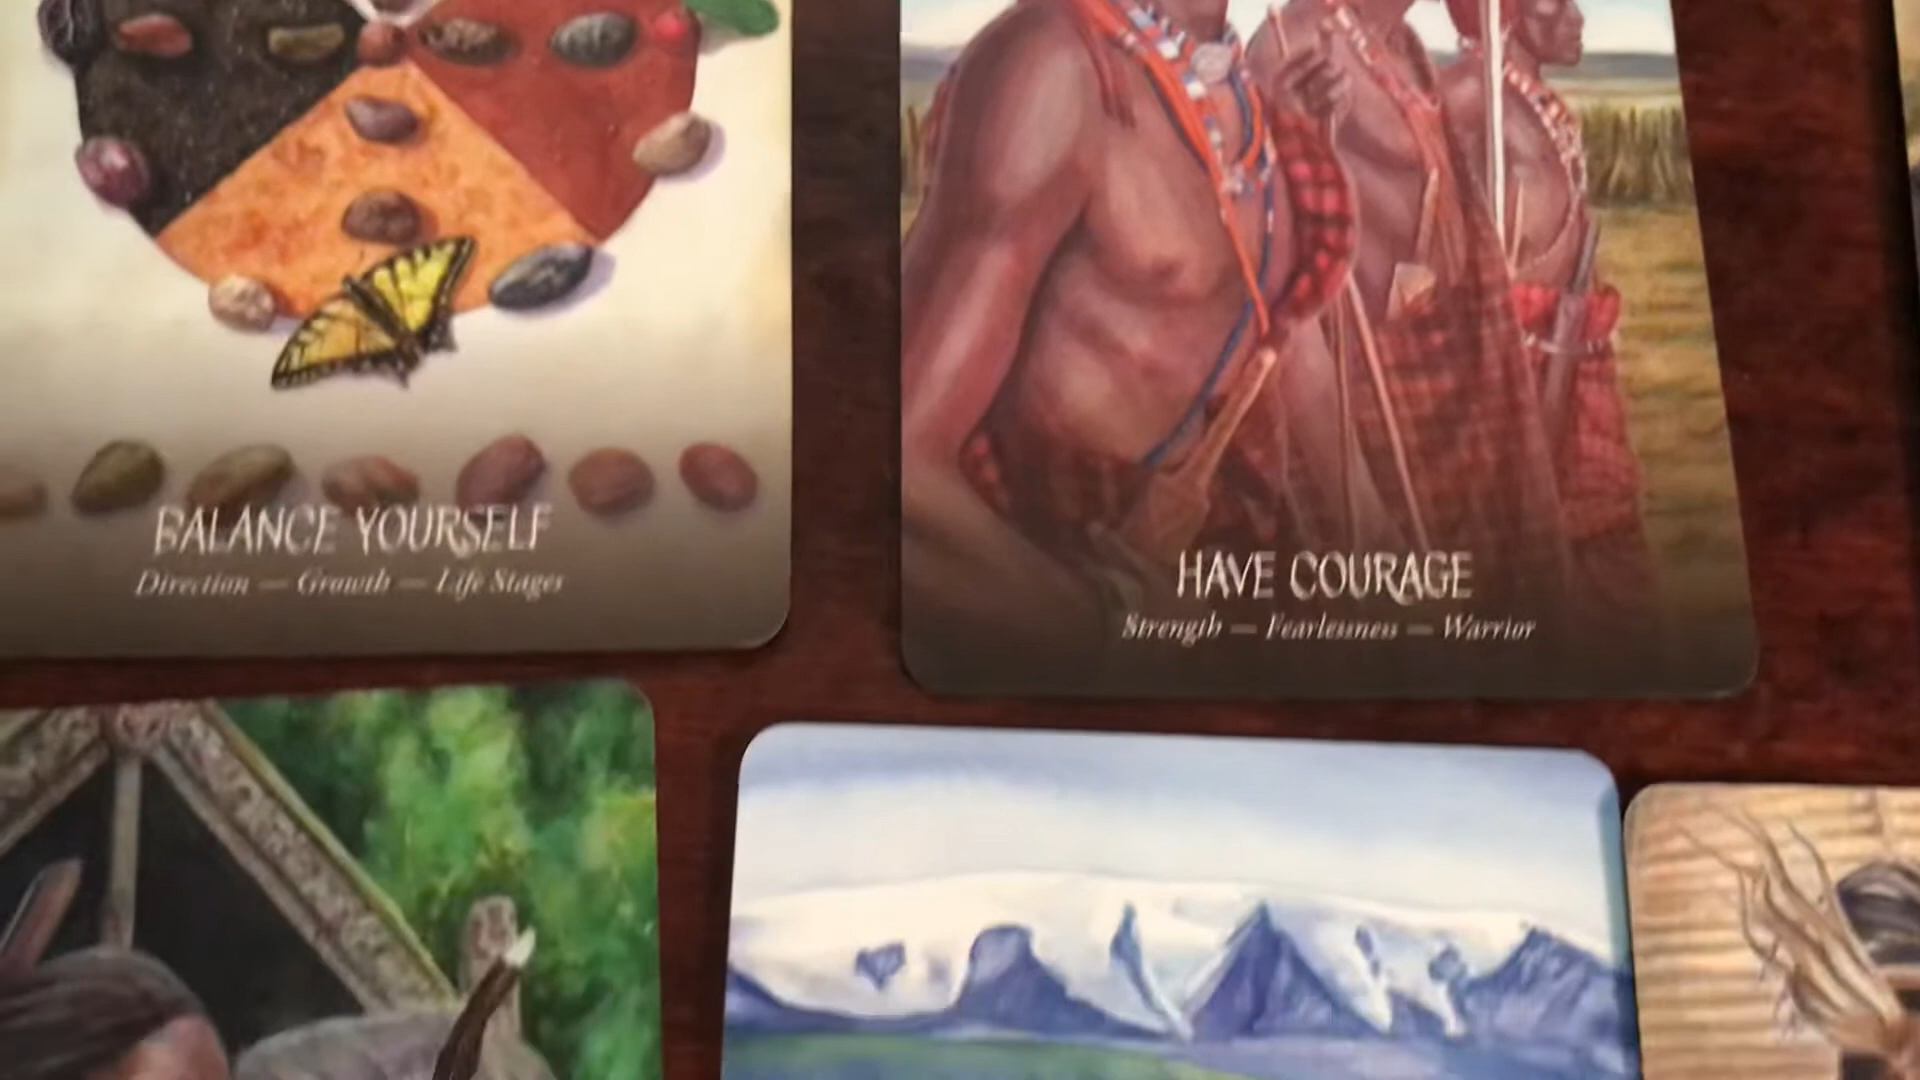 BALANCE YOURSELF
Direction — Growth — Life Stages
HAVE COURAGE
Strength — Fearlessness — Warrior